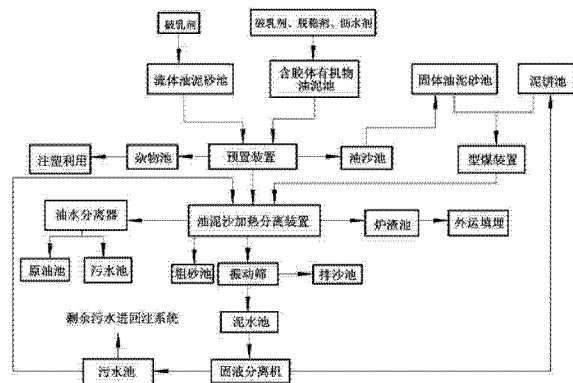 破乳剂
破乳剂、脱稳剂、沥水剂
流体油泥砂池
含胶体有机物
油泥池
固体油泥砂池
泥饼池
注塑利用
杂物池
预置装置
油沙池
型煤装置
油水分离器
油泥沙加热分离装置
炉渣池
外运填埋
原油池
污水池
粗砂池
振动筛
排沙池
泥水池
剩余污水进回注系统
污水池
固液分离机